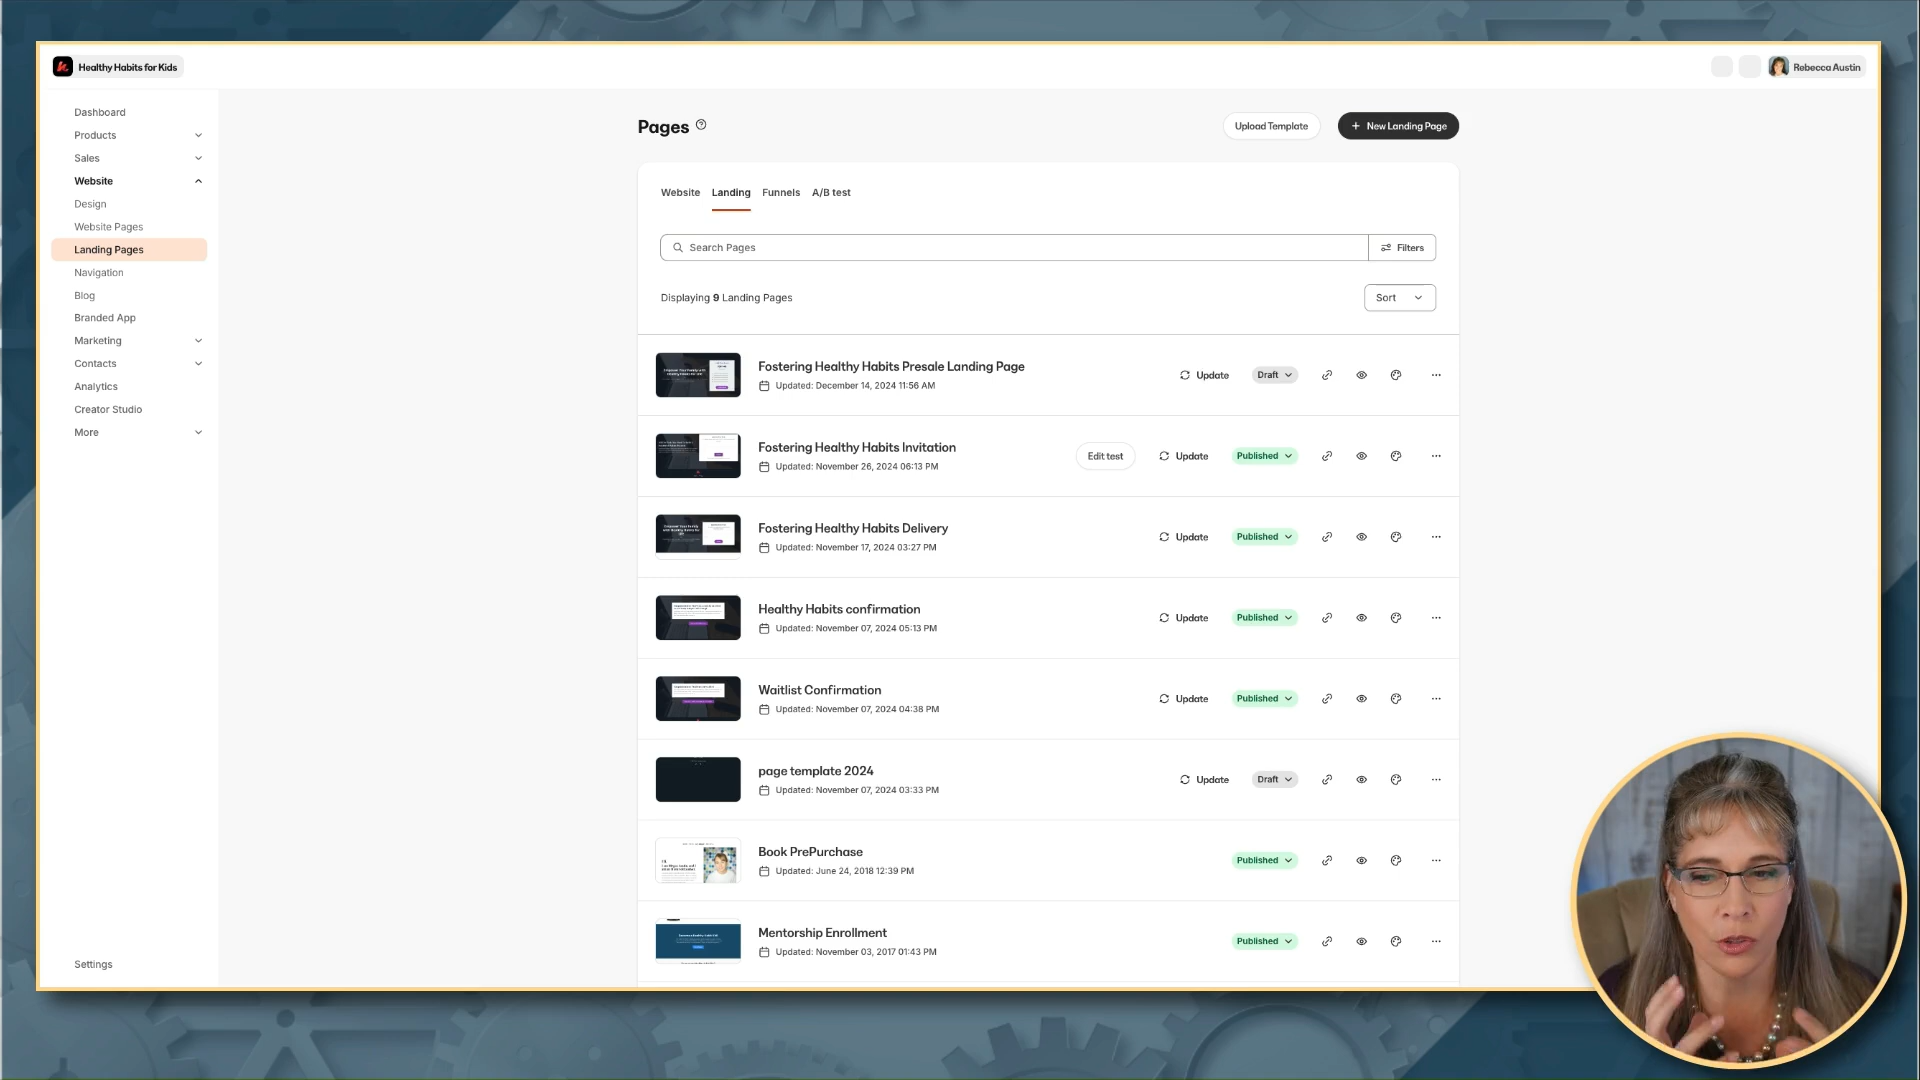 Healthy Habits for Kids
Rebecca Austin
Dashboard
Products
Sales
Website
Design
Website Pages
Landing Pages
Navigation
Blog
Branded App
Marketing
Contacts
Analytics
Creator Studio
More
Settings
Pages
Upload Template
+ New Landing Page
Website Landing Funnels A/B test
Search Pages
Filters
Displaying 9 Landing Pages
Sort
Fostering Healthy Habits Presale Landing Page
Updated: December 14, 2024 11:56 AM
Update Draft
Fostering Healthy Habits Invitation
Updated: November 26, 2024 06:13 PM
Edit test Update Published
Fostering Healthy Habits Delivery
Updated: November 17, 2024 03:27 PM
Update Published
Healthy Habits confirmation
Updated: November 07, 2024 05:13 PM
Update Published
Waitlist Confirmation
Updated: November 07, 2024 04:38 PM
Update Published
page template 2024
Updated: November 07, 2024 03:33 PM
Update Draft
Book PrePurchase
Updated: June 24, 2018 12:39 PM
Published
Mentorship Enrollment
Updated: November 03, 2017 01:43 PM
Published